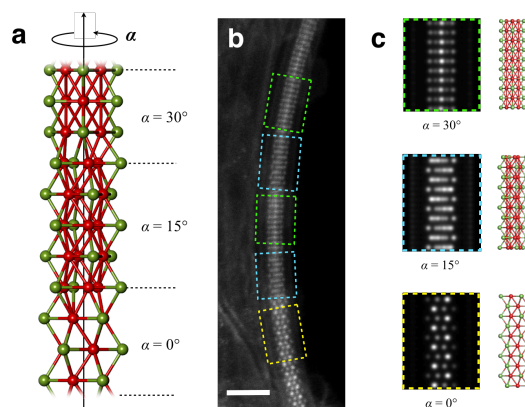 a
α
α = 30°
α = 15°
α = 0°
b
c
α = 30°
α = 15°
α = 0°